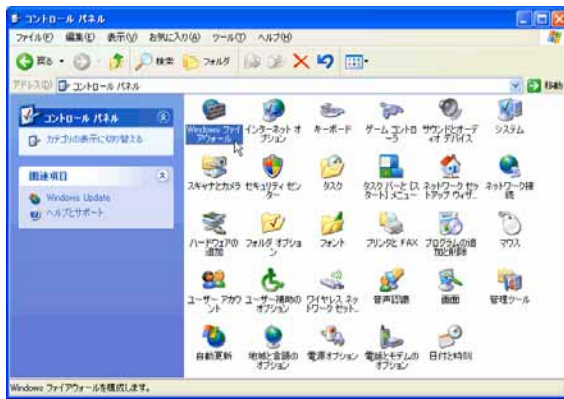 コントロール パネル
ファイル(F) 編集(E) 表示(V) お気に入り(A) ツール(T) ヘルプ(H)
戻る 検索 フォルダ
アドレス(D) コントロール パネル 移動
コントロール パネル
カテゴリの表示に切り替える
関連項目
Windows Update
ヘルプとサポート
Windows ファイ
アウォール
インターネット オ
プション
キーボード
ゲーム コントロ
ーラ
サウンドとオーデ
ィオ デバイス
システム
スキャナとカメラ
セキュリティ セン
ター
タスク
タスク バーと [ス
タート] メニュー
ネットワーク セッ
トアップ ウィザ...
ネットワーク接
続
ハードウェアの
追加
フォルダ オプショ
ン
フォント
プリンタと FAX
プログラムの追
加と削除
マウス
ユーザー アカウ
ント
ユーザー補助の
オプション
ワイヤレス ネッ
トワーク セット...
音声認識
画面
管理ツール
自動更新
地域と言語の
オプション
電源オプション
電話とモデムの
オプション
日付と時刻
Windows ファイアウォールを構成します。